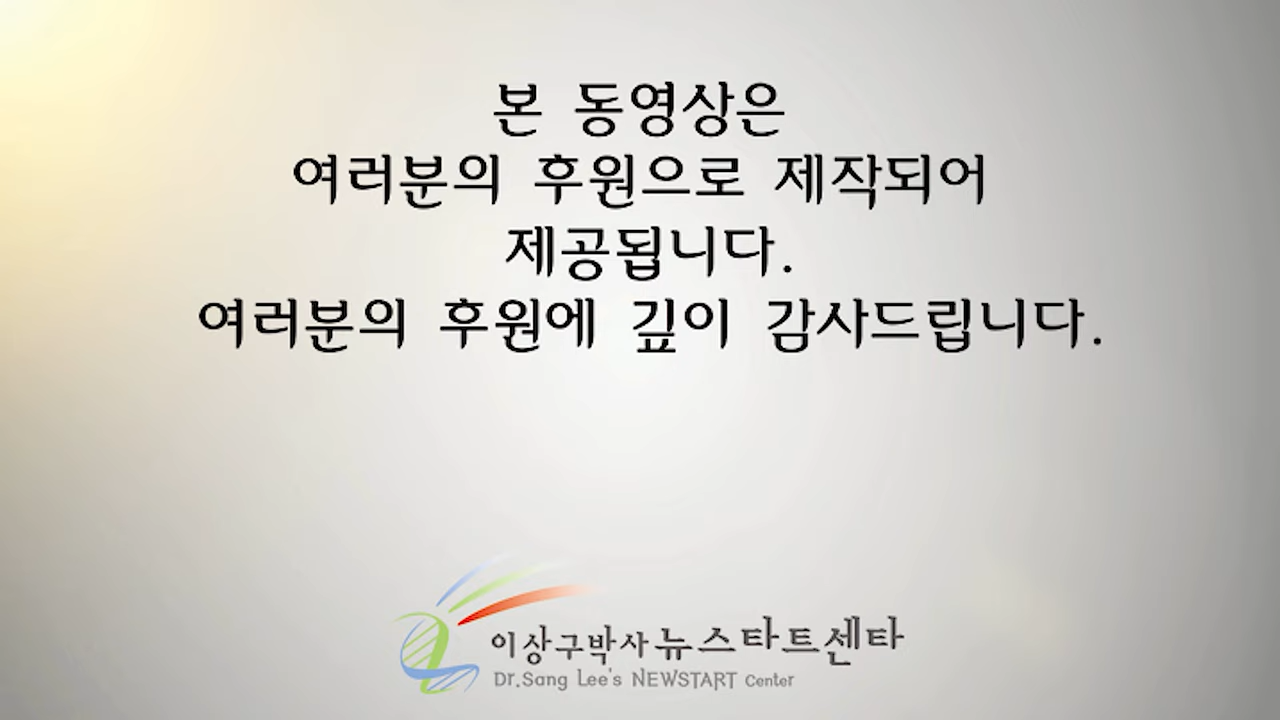 본 동영상은
여러분의 후원으로 제작되어
제공됩니다.
여러분의 후원에 깊이 감사드립니다.
이상구박사 뉴스타트센타
Dr.Sang Lee's NEWSTART Center